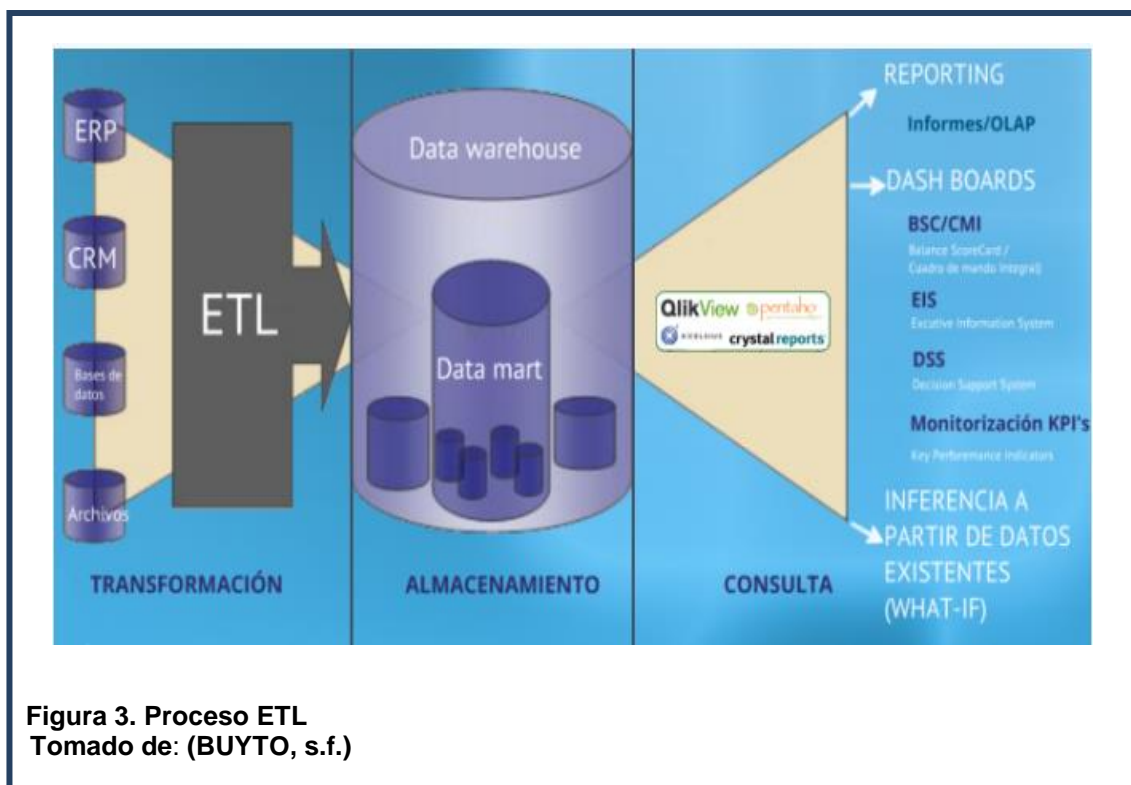 ERP
CRM
Bases de
datos
Archivos
ETL
TRANSFORMACIÓN
Data warehouse
Data mart
ALMACENAMIENTO
QlikView pentaho
XCELSIUS crystal reports
CONSULTA
REPORTING
Informes/OLAP
DASH BOARDS
BSC/CMI
Balance ScoreCard /
Cuadro de mando Integral)
EIS
Excutive Information System
DSS
Decision Support System
Monitorización KPI's
Key Performance Indicators
INFERENCIA A
PARTIR DE DATOS
EXISTENTES
(WHAT-IF)
Figura 3. Proceso ETL
Tomado de: (BUYTO, s.f.)